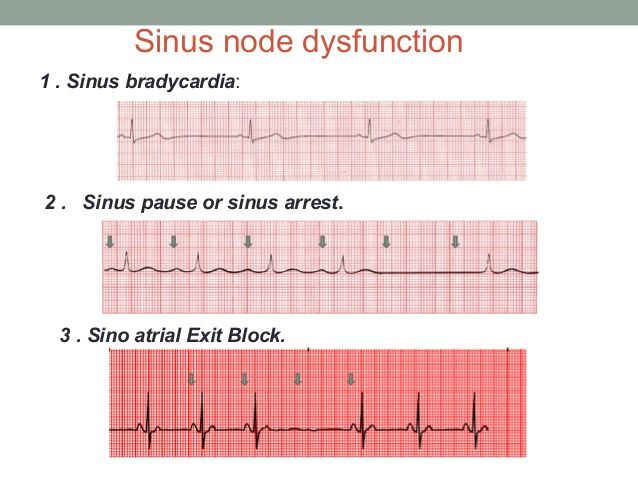 Sinus node dysfunction
1 . Sinus bradycardia:
2 . Sinus pause or sinus arrest.
3 . Sino atrial Exit Block.